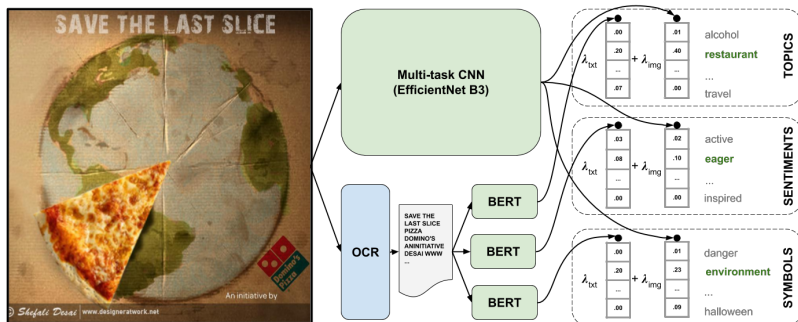 SAVE THE LAST SLICE
Domino's
Pizza
An initiative by
© Shefali Desai | www.designeratwork.net
Multi-task CNN
(EfficientNet B3)
OCR
SAVE THE
LAST SLICE
PIZZA
DOMINO'S
ANINITIATIVE
DESAI WWW
...
BERT
BERT
BERT
λtxt
.00
.20
...
.07
+ λimg
.01
.40
...
.00
alcohol
restaurant
...
travel
TOPICS
λtxt
.03
.08
...
.00
+ λimg
.02
.10
...
.00
active
eager
...
inspired
SENTIMENTS
λtxt
.00
.20
...
.00
+ λimg
.01
.23
...
.09
danger
environment
...
halloween
SYMBOLS